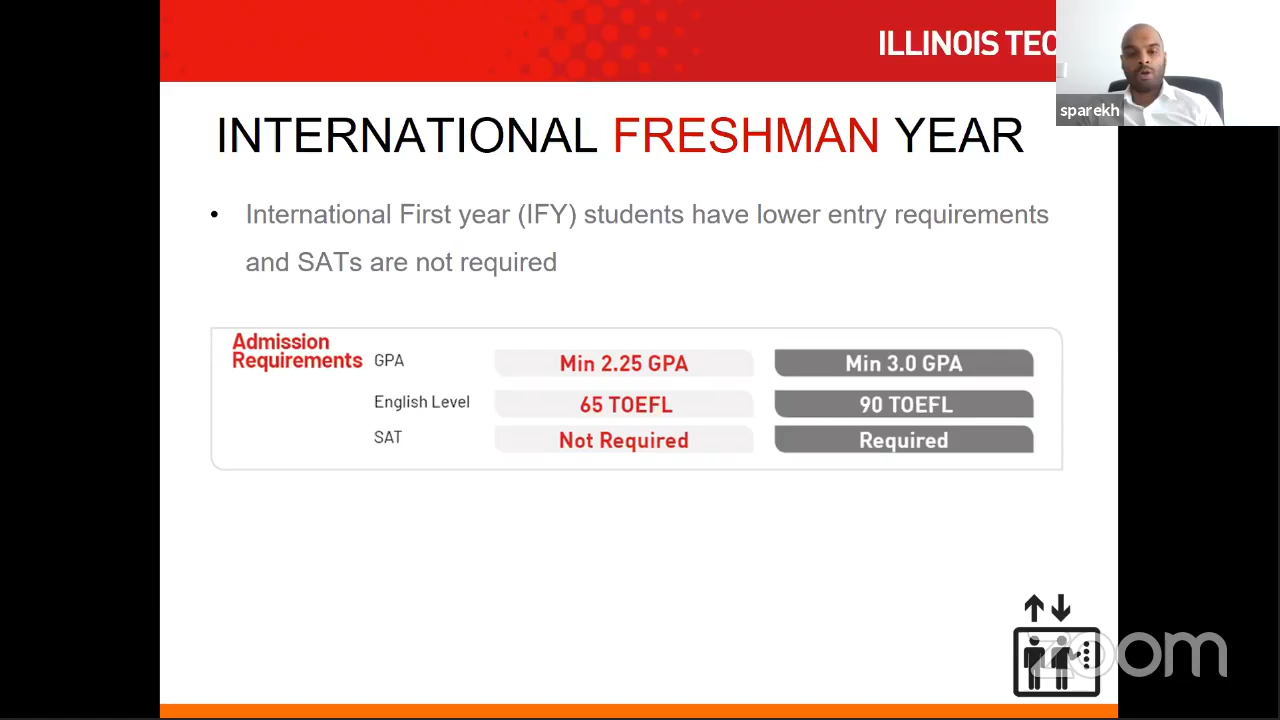 ILLINOIS TEC
sparekh
INTERNATIONAL FRESHMAN YEAR
• International First year (IFY) students have lower entry requirements
and SATs are not required
Admission
Requirements
GPA Min 2.25 GPA Min 3.0 GPA
English Level 65 TOEFL 90 TOEFL
SAT Not Required Required
zoom